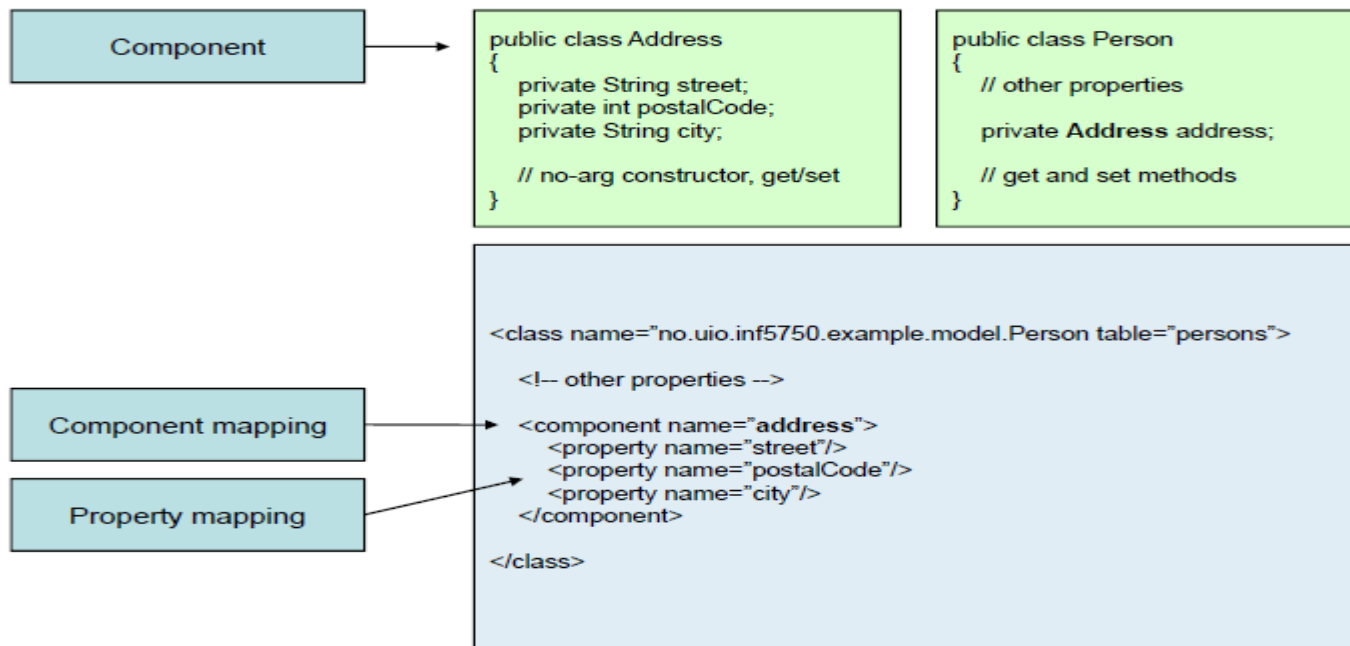 Component
public class Address
{
private String street;
private int postalCode;
private String city;
// no-arg constructor, get/set
}
public class Person
{
// other properties
private Address address;
// get and set methods
}
<class name=”no.uio.inf5750.example.model.Person table=”persons”>
<!-- other properties -->
Component mapping
<component name=”address”>
<property name=”street”/>
<property name=”postalCode”/>
<property name=”city”/>
</component>
Property mapping
</class>